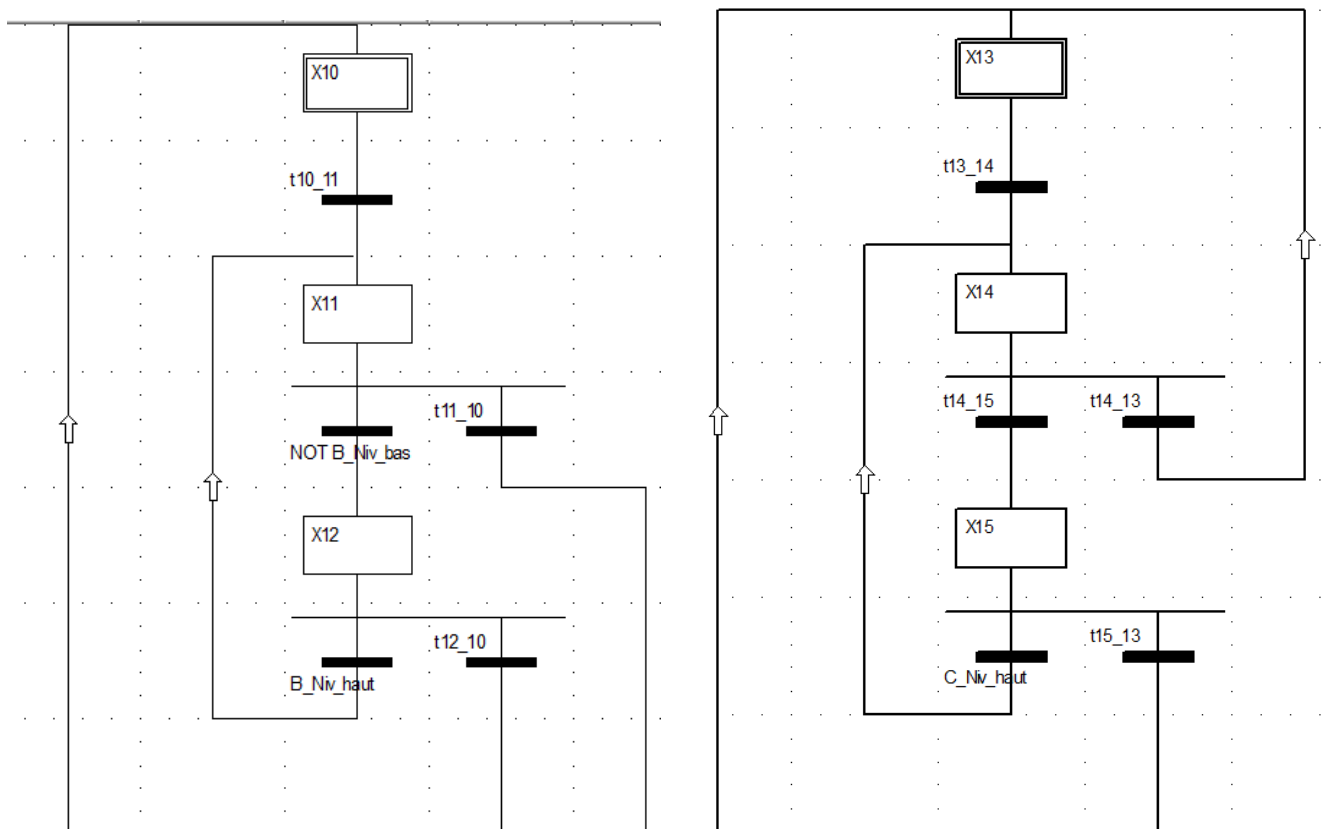 X10
t10_11
X11
t11_10
NOT B_Niv_bas
X12
t12_10
B_Niv_haut
X13
t13_14
X14
t14_15
t14_13
X15
t15_13
C_Niv_haut